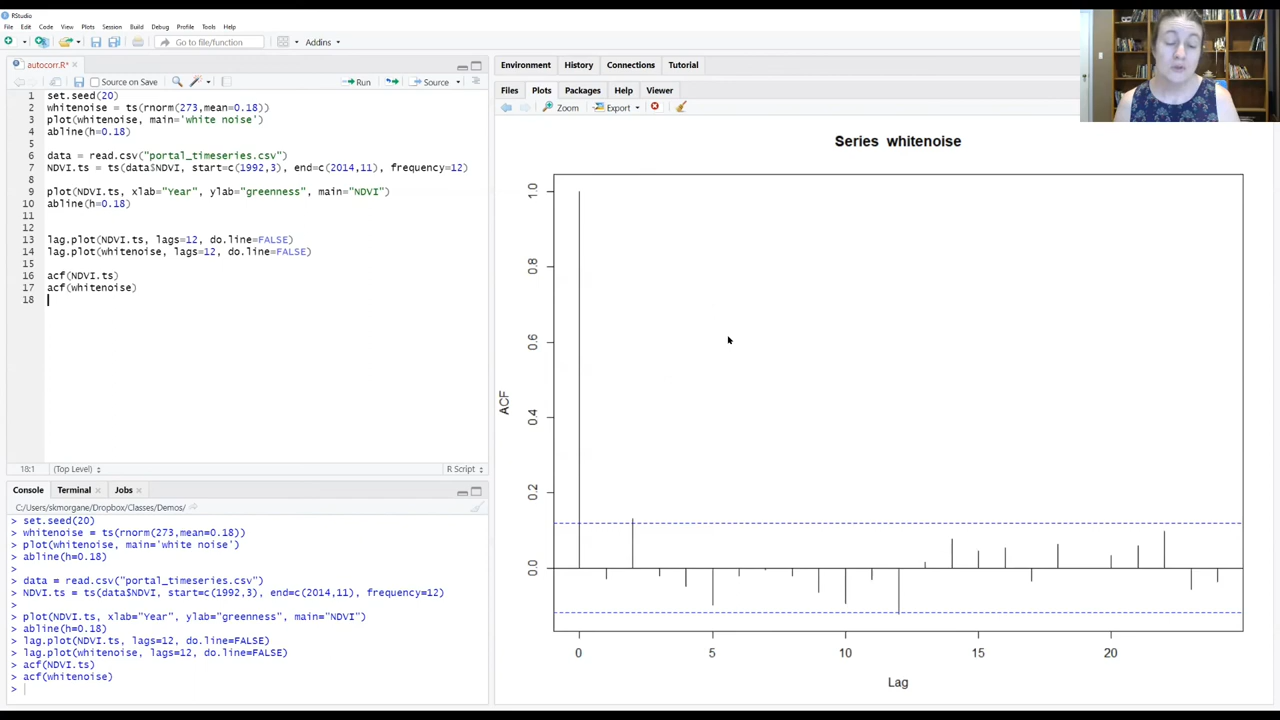 RStudio
File Edit Code View Plots Session Build Debug Profile Tools Help
Go to file/function Addins
autocorr.R*
Source on Save Run Source
1 set.seed(20)
2 whitenoise = ts(rnorm(273,mean=0.18))
3 plot(whitenoise, main='white noise')
4 abline(h=0.18)
5
6 data = read.csv("portal_timeseries.csv")
7 NDVI.ts = ts(data$NDVI, start=c(1992,3), end=c(2014,11), frequency=12)
8
9 plot(NDVI.ts, xlab="Year", ylab="greenness", main="NDVI")
10 abline(h=0.18)
11
12
13 lag.plot(NDVI.ts, lags=12, do.line=FALSE)
14 lag.plot(whitenoise, lags=12, do.line=FALSE)
15
16 acf(NDVI.ts)
17 acf(whitenoise)
18
18:1 (Top Level) R Script
Console Terminal Jobs
C:/Users/skmorgane/Dropbox/Classes/Demos/
> set.seed(20)
> whitenoise = ts(rnorm(273,mean=0.18))
> plot(whitenoise, main='white noise')
> abline(h=0.18)
>
> data = read.csv("portal_timeseries.csv")
> NDVI.ts = ts(data$NDVI, start=c(1992,3), end=c(2014,11), frequency=12)
>
> plot(NDVI.ts, xlab="Year", ylab="greenness", main="NDVI")
> abline(h=0.18)
> lag.plot(NDVI.ts, lags=12, do.line=FALSE)
> lag.plot(whitenoise, lags=12, do.line=FALSE)
> acf(NDVI.ts)
> acf(whitenoise)
>
Environment History Connections Tutorial
Files Plots Packages Help Viewer
Zoom Export
Series whitenoise
1.0
0.8
0.6
0.4
0.2
0.0
ACF
0 5 10 15 20
Lag